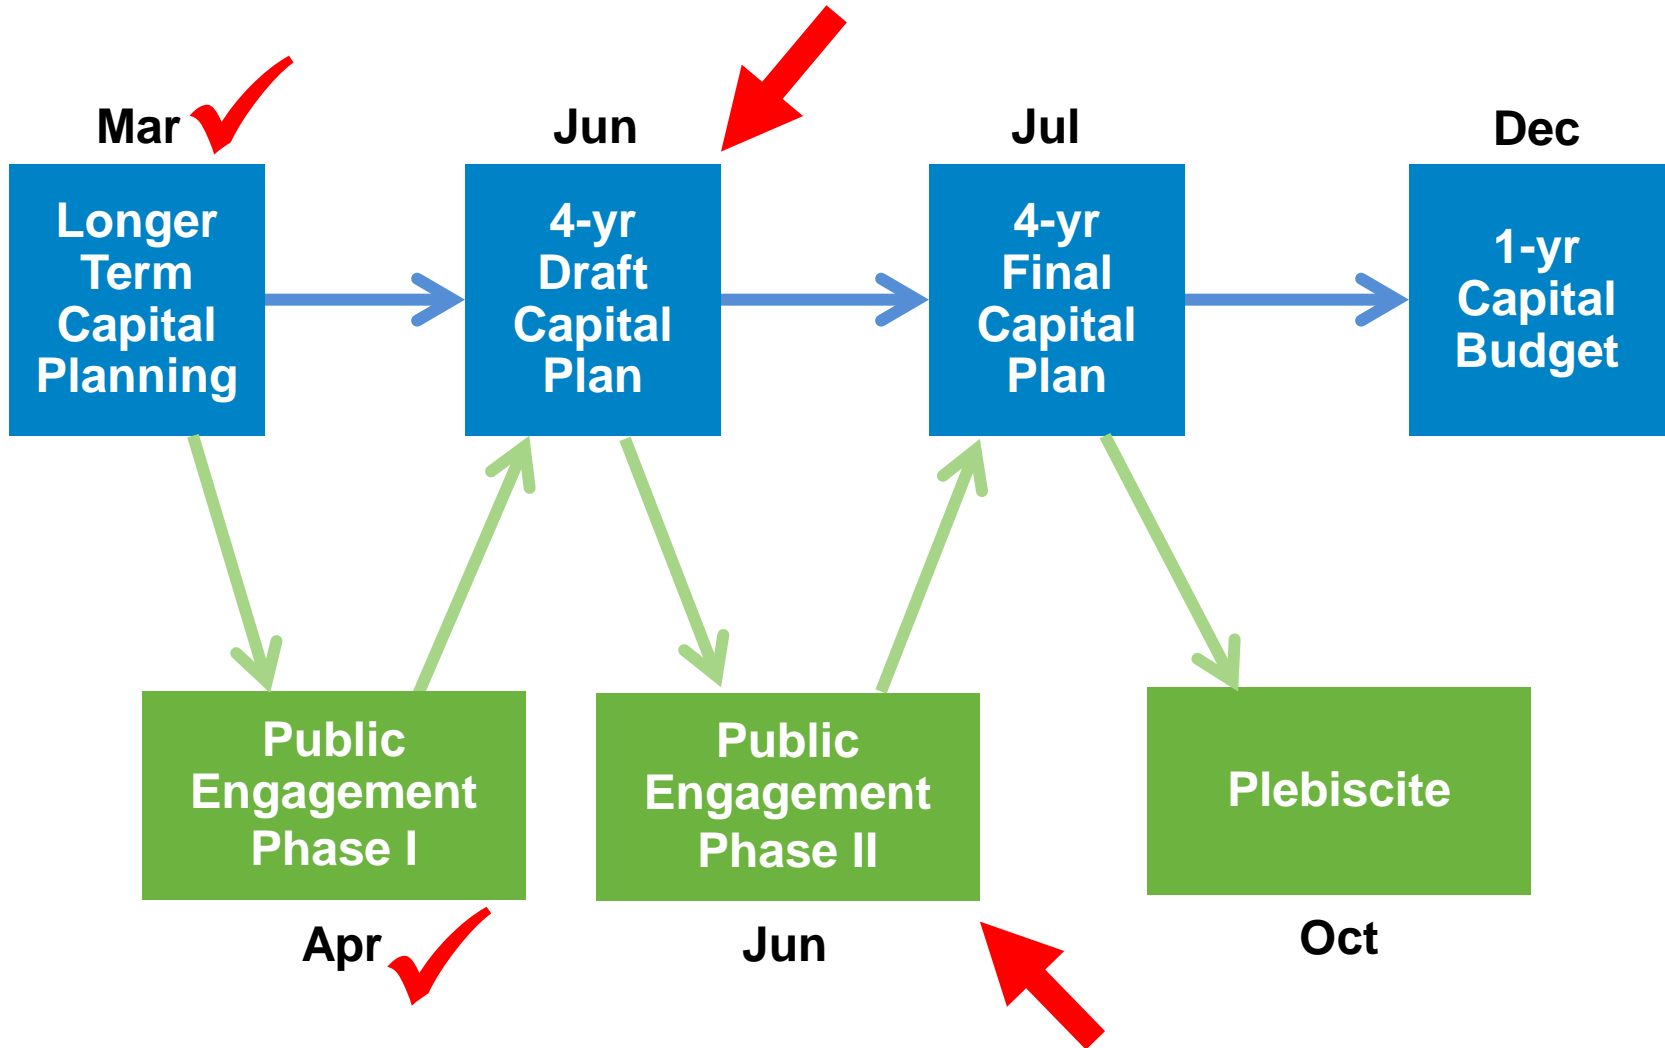 Mar
Jun
Jul
Dec
Longer
Term
Capital
Planning
4-yr
Draft
Capital
Plan
4-yr
Final
Capital
Plan
1-yr
Capital
Budget
Public
Engagement
Phase I
Public
Engagement
Phase II
Plebiscite
Apr
Jun
Oct